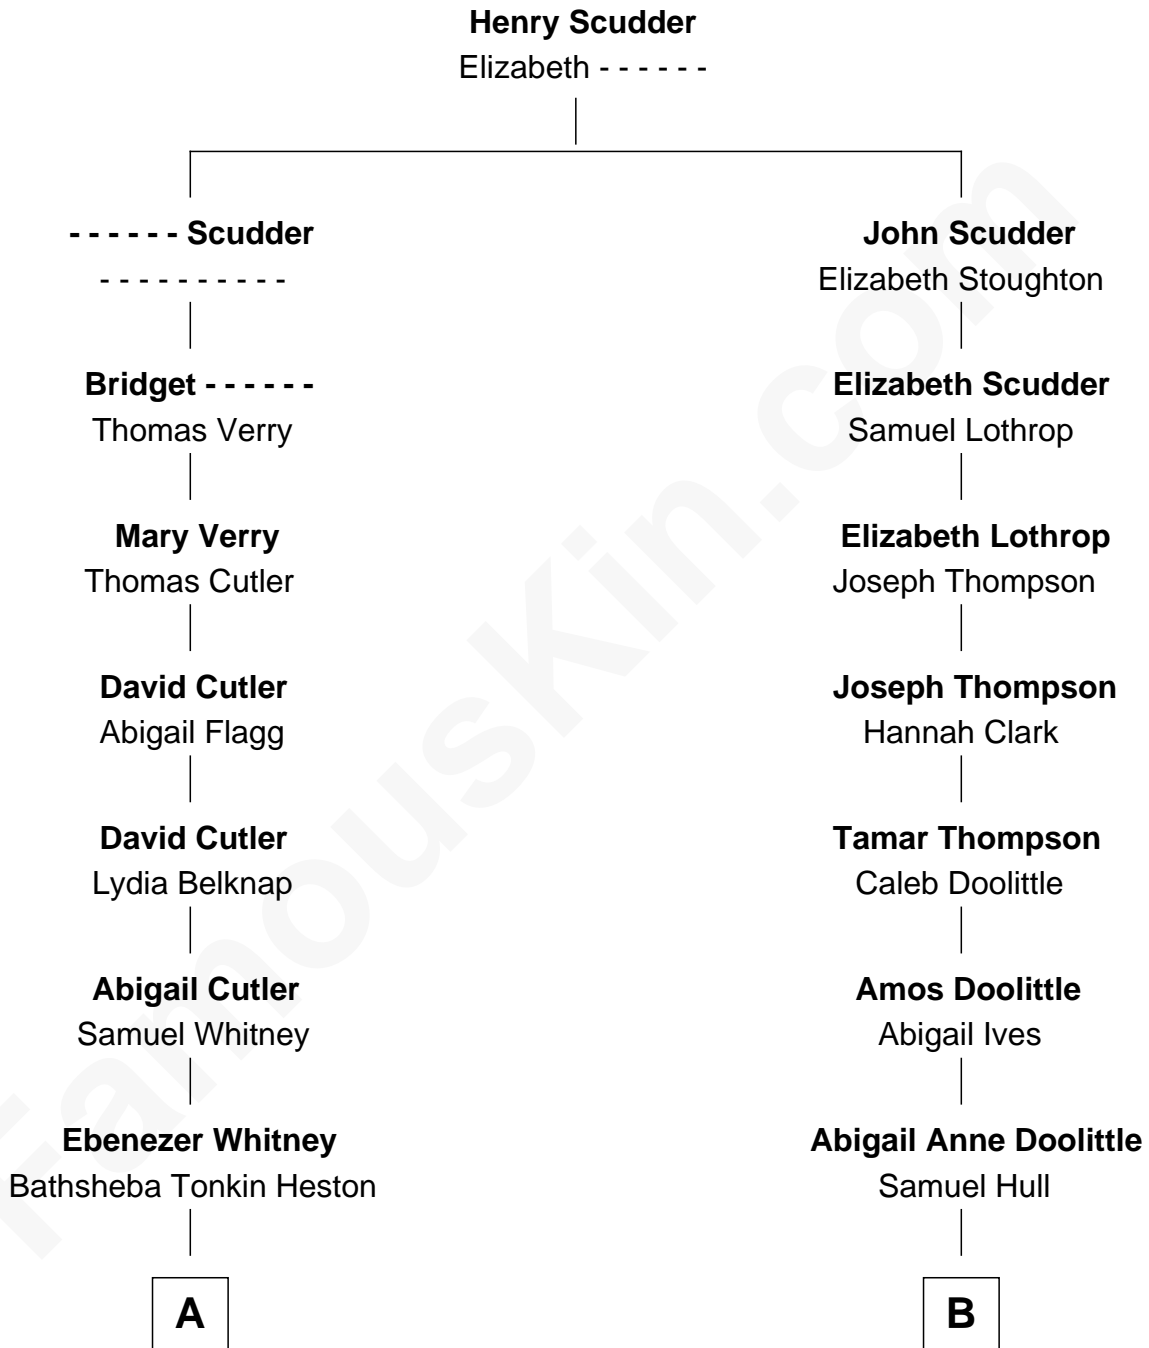 Henry Scudder
Elizabeth - - - - - -
- - - - - - Scudder
- - - - - - - - - -
John Scudder
Elizabeth Stoughton
Bridget - - - - - -
Thomas Verry
Elizabeth Scudder
Samuel Lothrop
Mary Verry
Thomas Cutler
Elizabeth Lothrop
Joseph Thompson
David Cutler
Abigail Flagg
Joseph Thompson
Hannah Clark
David Cutler
Lydia Belknap
Tamar Thompson
Caleb Doolittle
Abigail Cutler
Samuel Whitney
Amos Doolittle
Abigail Ives
Ebenezer Whitney
Bathsheba Tonkin Heston
Abigail Anne Doolittle
Samuel Hull
A
B
FamousKin.com